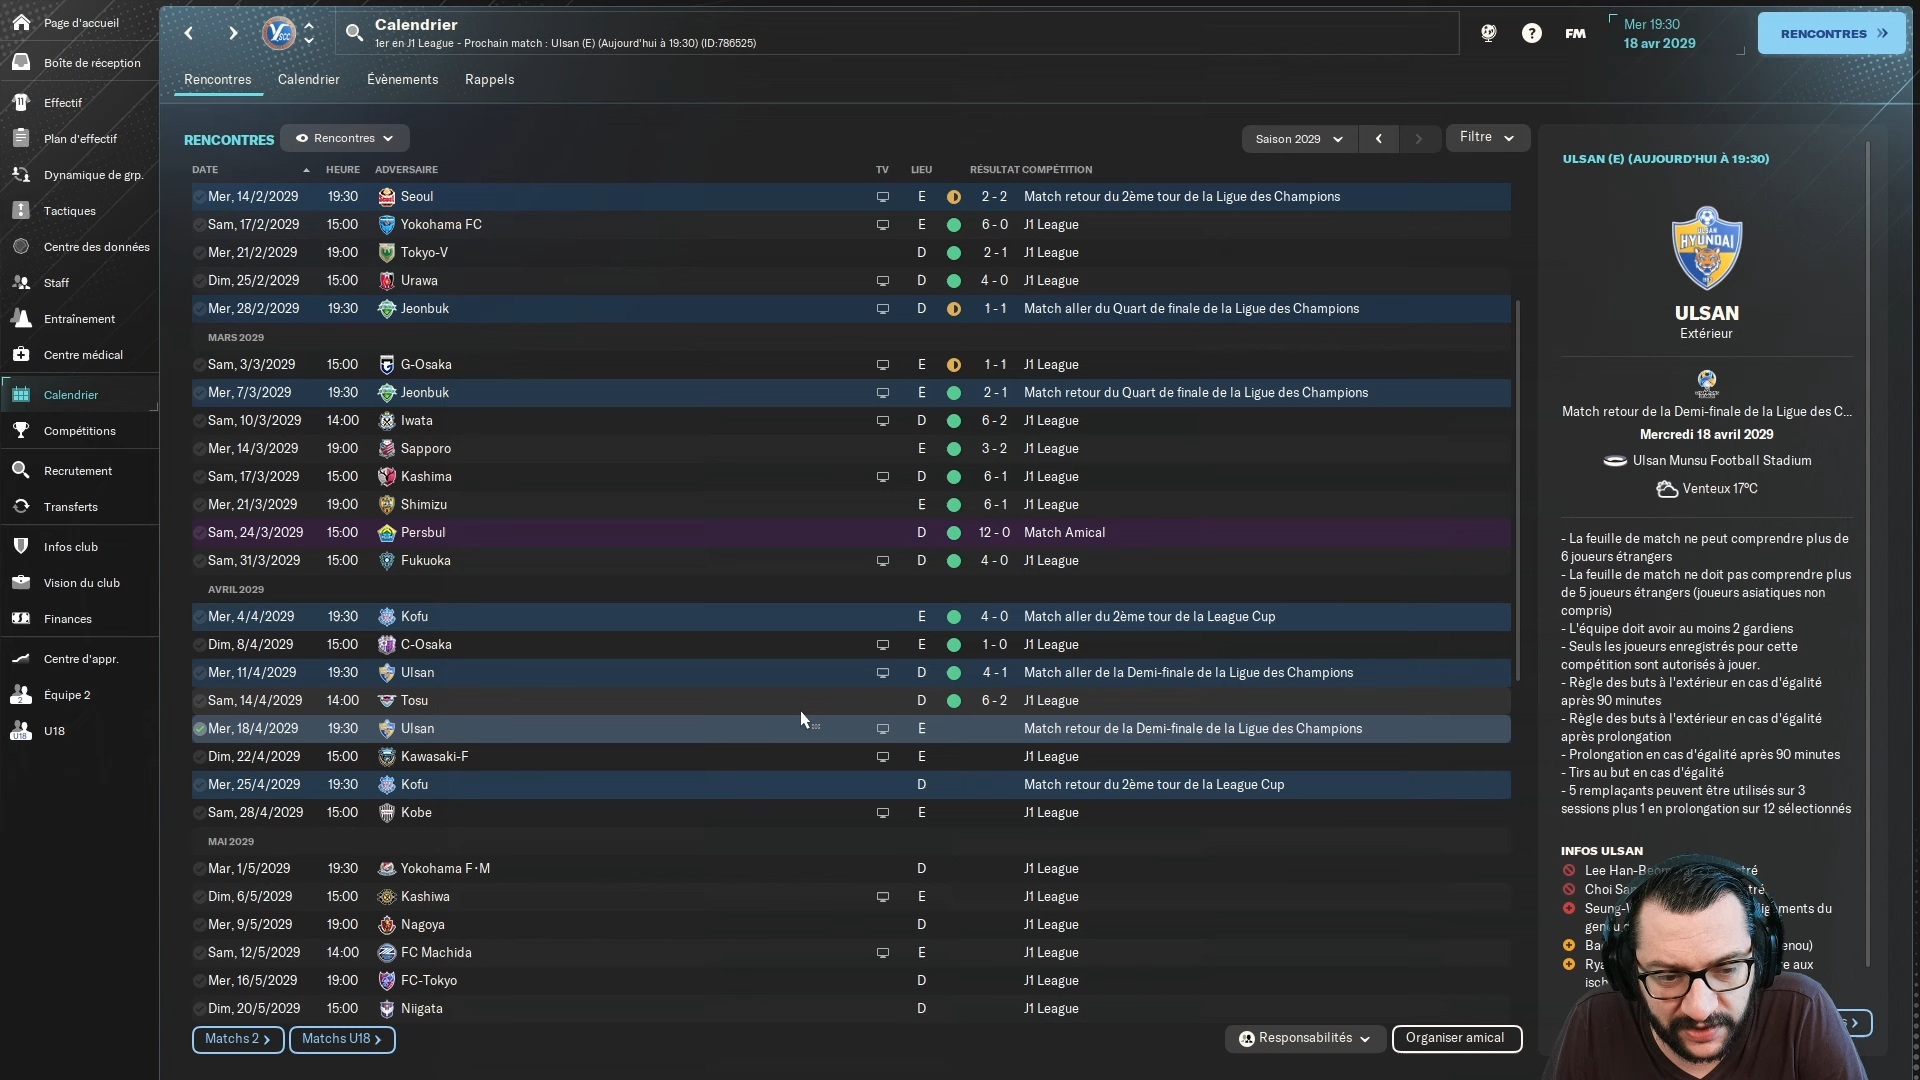 Page d'accueil
Boîte de réception
Effectif
Plan d'effectif
Dynamique de grp.
Tactiques
Centre des données
Staff
Entraînement
Centre médical
Calendrier
Compétitions
Recrutement
Transferts
Infos club
Vision du club
Finances
Centre d'appr.
Équipe 2
U18
Calendrier
1er en J1 League - Prochain match : Ulsan (E) (Aujourd'hui à 19:30) (ID:786525)
FM
Mer 19:30
18 avr 2029
RENCONTRES
Rencontres Calendrier Évènements Rappels
RENCONTRES Rencontres Saison 2029 Filtre
DATE HEURE ADVERSAIRE TV LIEU RÉSULTAT COMPÉTITION
Mer, 14/2/2029 19:30 Seoul E 2 - 2 Match retour du 2ème tour de la Ligue des Champions
Sam, 17/2/2029 15:00 Yokohama FC E 6 - 0 J1 League
Mer, 21/2/2029 19:00 Tokyo-V D 2 - 1 J1 League
Dim, 25/2/2029 15:00 Urawa D 4 - 0 J1 League
Mer, 28/2/2029 19:30 Jeonbuk D 1 - 1 Match aller du Quart de finale de la Ligue des Champions
MARS 2029
Sam, 3/3/2029 15:00 G-Osaka E 1 - 1 J1 League
Mer, 7/3/2029 19:30 Jeonbuk E 2 - 1 Match retour du Quart de finale de la Ligue des Champions
Sam, 10/3/2029 14:00 Iwata D 6 - 2 J1 League
Mer, 14/3/2029 19:00 Sapporo E 3 - 2 J1 League
Sam, 17/3/2029 15:00 Kashima D 6 - 1 J1 League
Mer, 21/3/2029 19:00 Shimizu E 6 - 1 J1 League
Sam, 24/3/2029 15:00 Persbul D 12 - 0 Match Amical
Sam, 31/3/2029 15:00 Fukuoka D 4 - 0 J1 League
AVRIL 2029
Mer, 4/4/2029 19:30 Kofu E 4 - 0 Match aller du 2ème tour de la League Cup
Dim, 8/4/2029 15:00 C-Osaka E 1 - 0 J1 League
Mer, 11/4/2029 19:30 Ulsan D 4 - 1 Match aller de la Demi-finale de la Ligue des Champions
Sam, 14/4/2029 14:00 Tosu D 6 - 2 J1 League
Mer, 18/4/2029 19:30 Ulsan E Match retour de la Demi-finale de la Ligue des Champions
Dim, 22/4/2029 15:00 Kawasaki-F E J1 League
Mer, 25/4/2029 19:30 Kofu D Match retour du 2ème tour de la League Cup
Sam, 28/4/2029 15:00 Kobe E J1 League
MAI 2029
Mar, 1/5/2029 19:30 Yokohama F·M D J1 League
Dim, 6/5/2029 15:00 Kashiwa E J1 League
Mer, 9/5/2029 19:00 Nagoya D J1 League
Sam, 12/5/2029 14:00 FC Machida E J1 League
Mer, 16/5/2029 19:00 FC-Tokyo D J1 League
Dim, 20/5/2029 15:00 Niigata D J1 League
Matchs 2 Matchs U18 Responsabilités Organiser amical
ULSAN (E) (AUJOURD'HUI À 19:30)
ULSAN
HYUNDAI
ULSAN
Extérieur
Match retour de la Demi-finale de la Ligue des C...
Mercredi 18 avril 2029
Ulsan Munsu Football Stadium
Venteux 17°C
- La feuille de match ne peut comprendre plus de
6 joueurs étrangers
- La feuille de match ne doit pas comprendre plus
de 5 joueurs étrangers (joueurs asiatiques non
compris)
- L'équipe doit avoir au moins 2 gardiens
- Seuls les joueurs enregistrés pour cette
compétition sont autorisés à jouer.
- Règle des buts à l'extérieur en cas d'égalité
après 90 minutes
- Règle des buts à l'extérieur en cas d'égalité
après prolongation
- Prolongation en cas d'égalité après 90 minutes
- Tirs au but en cas d'égalité
- 5 remplaçants peuvent être utilisés sur 3
sessions plus 1 en prolongation sur 12 sélectionnés
INFOS ULSAN
Lee
Choi
du
aux